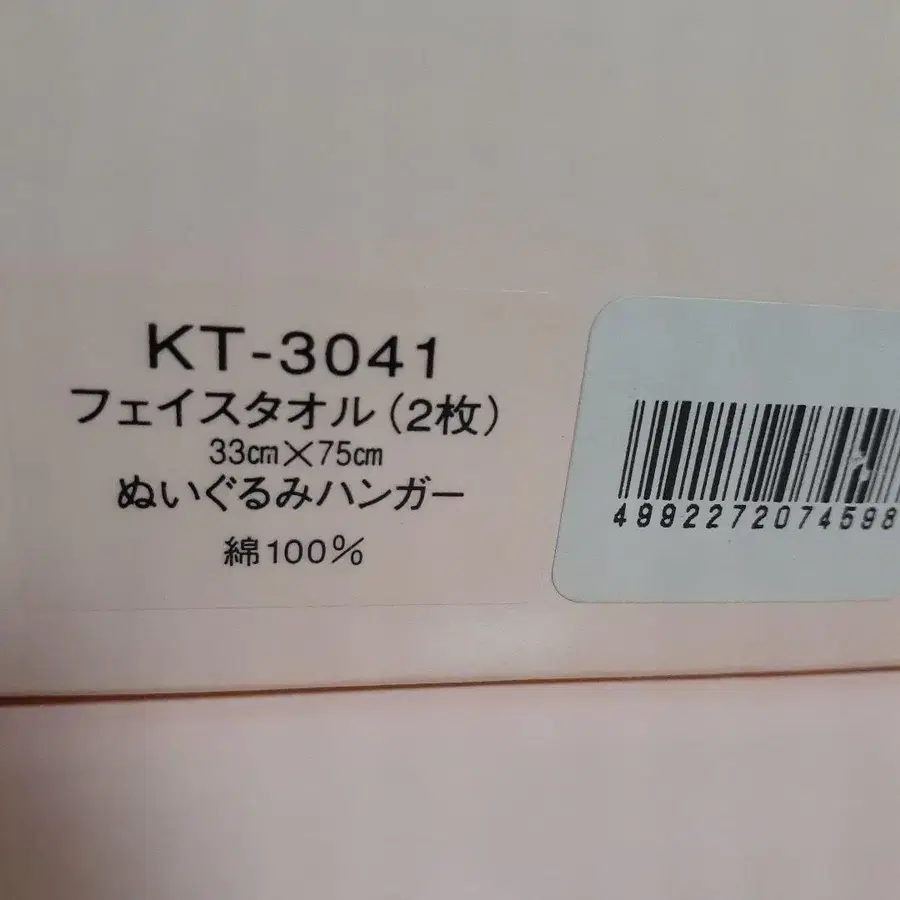 KT-3041
フェイスタオル(2枚)
33㎝×75㎝
ぬいぐるみハンガー
綿100%
4992272074598